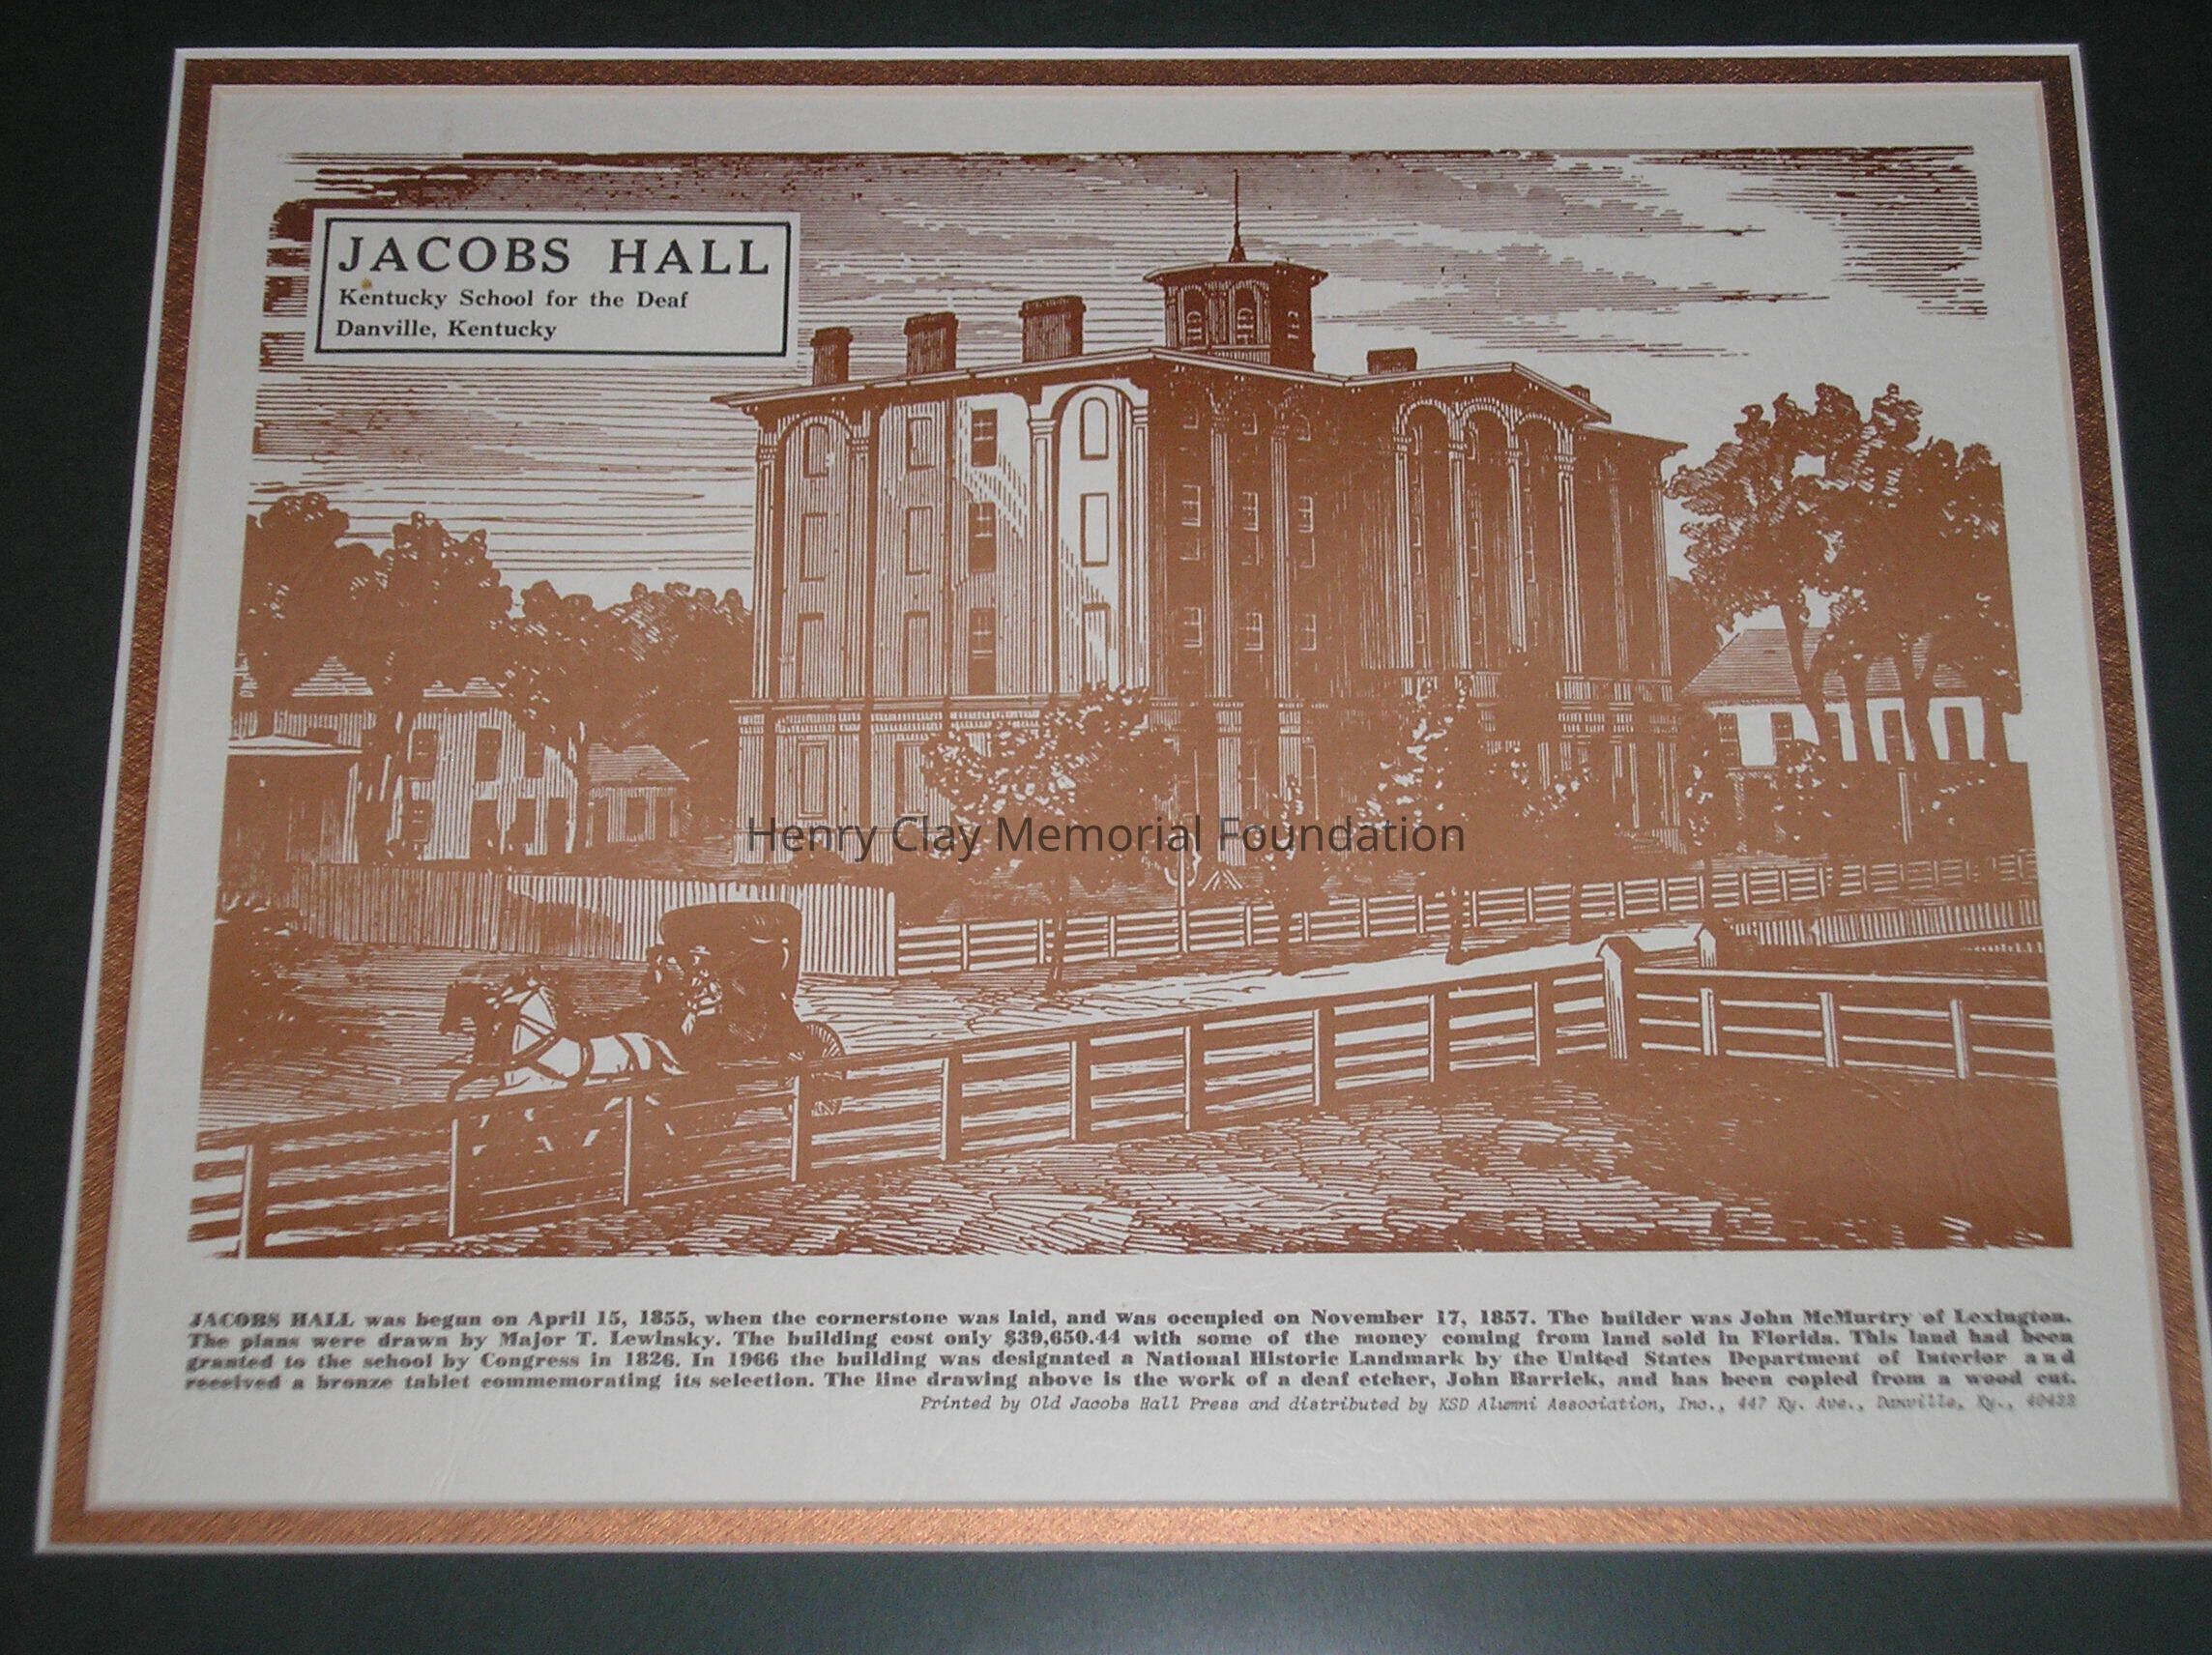 JACOBS HALL
Kentucky School for the Deaf
Danville, Kentucky
Henry Clay Memorial Foundation
JACOBS HALL was begun on April 15, 1855, when the cornerstone was laid, and was occupied on November 17, 1857. The builder was John McMurtry of Lexington.
The plans were drawn by Major T. Lewinsky. The building cost only $39,650.44 with some of the money coming from land sold in Florida. This land had been
granted to the school by Congress in 1826. In 1966 the building was designated a National Historic Landmark by the United States Department of Interior and
received a bronze tablet commemorating its selection. The line drawing above is the work of a deaf etcher, John Barrick, and has been copied from a wood cut.
Printed by Old Jacobs Hall Press and distributed by KSD Alumni Association, Inc., 447 Ky. Ave., Danville, Ky., 40422